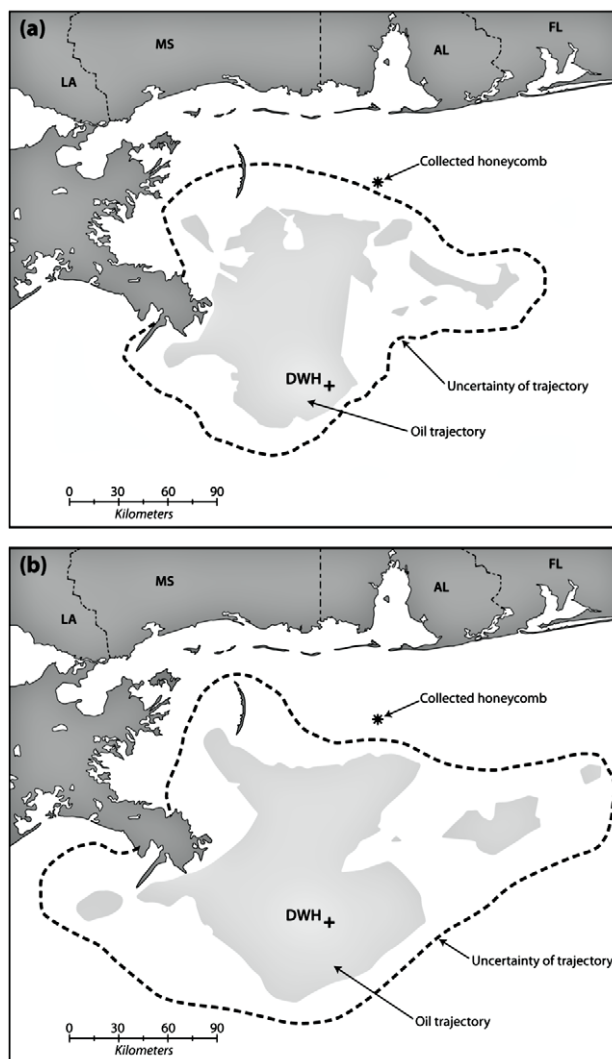 (a)
MS
AL
FL
LA
Collected honeycomb
DWH
Uncertainty of trajectory
Oil trajectory
0 30 60 90
Kilometers
(b)
MS
AL
FL
LA
Collected honeycomb
DWH
Uncertainty of trajectory
Oil trajectory
0 30 60 90
Kilometers